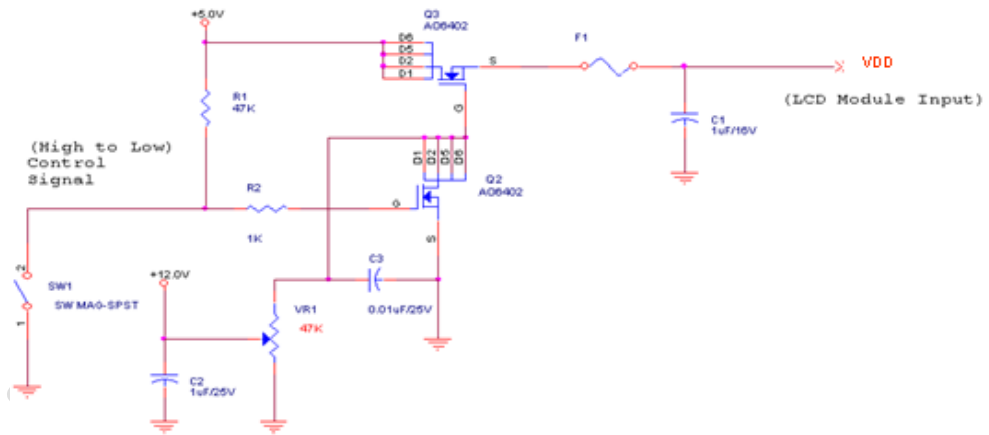 +5.0V
Q3
AO6402
D6
D5
D2
D1
S
G
F1
VDD
(LCD Module Input)
C1
1uF/16V
R1
47K
(High to Low)
Control
Signal
R2
1K
D1
D2
D5
D6
Q2
AO6402
G
S
C3
0.01uF/25V
2
SW1
SW MAG-SPST
1
+12.0V
VR1
47K
C2
1uF/25V